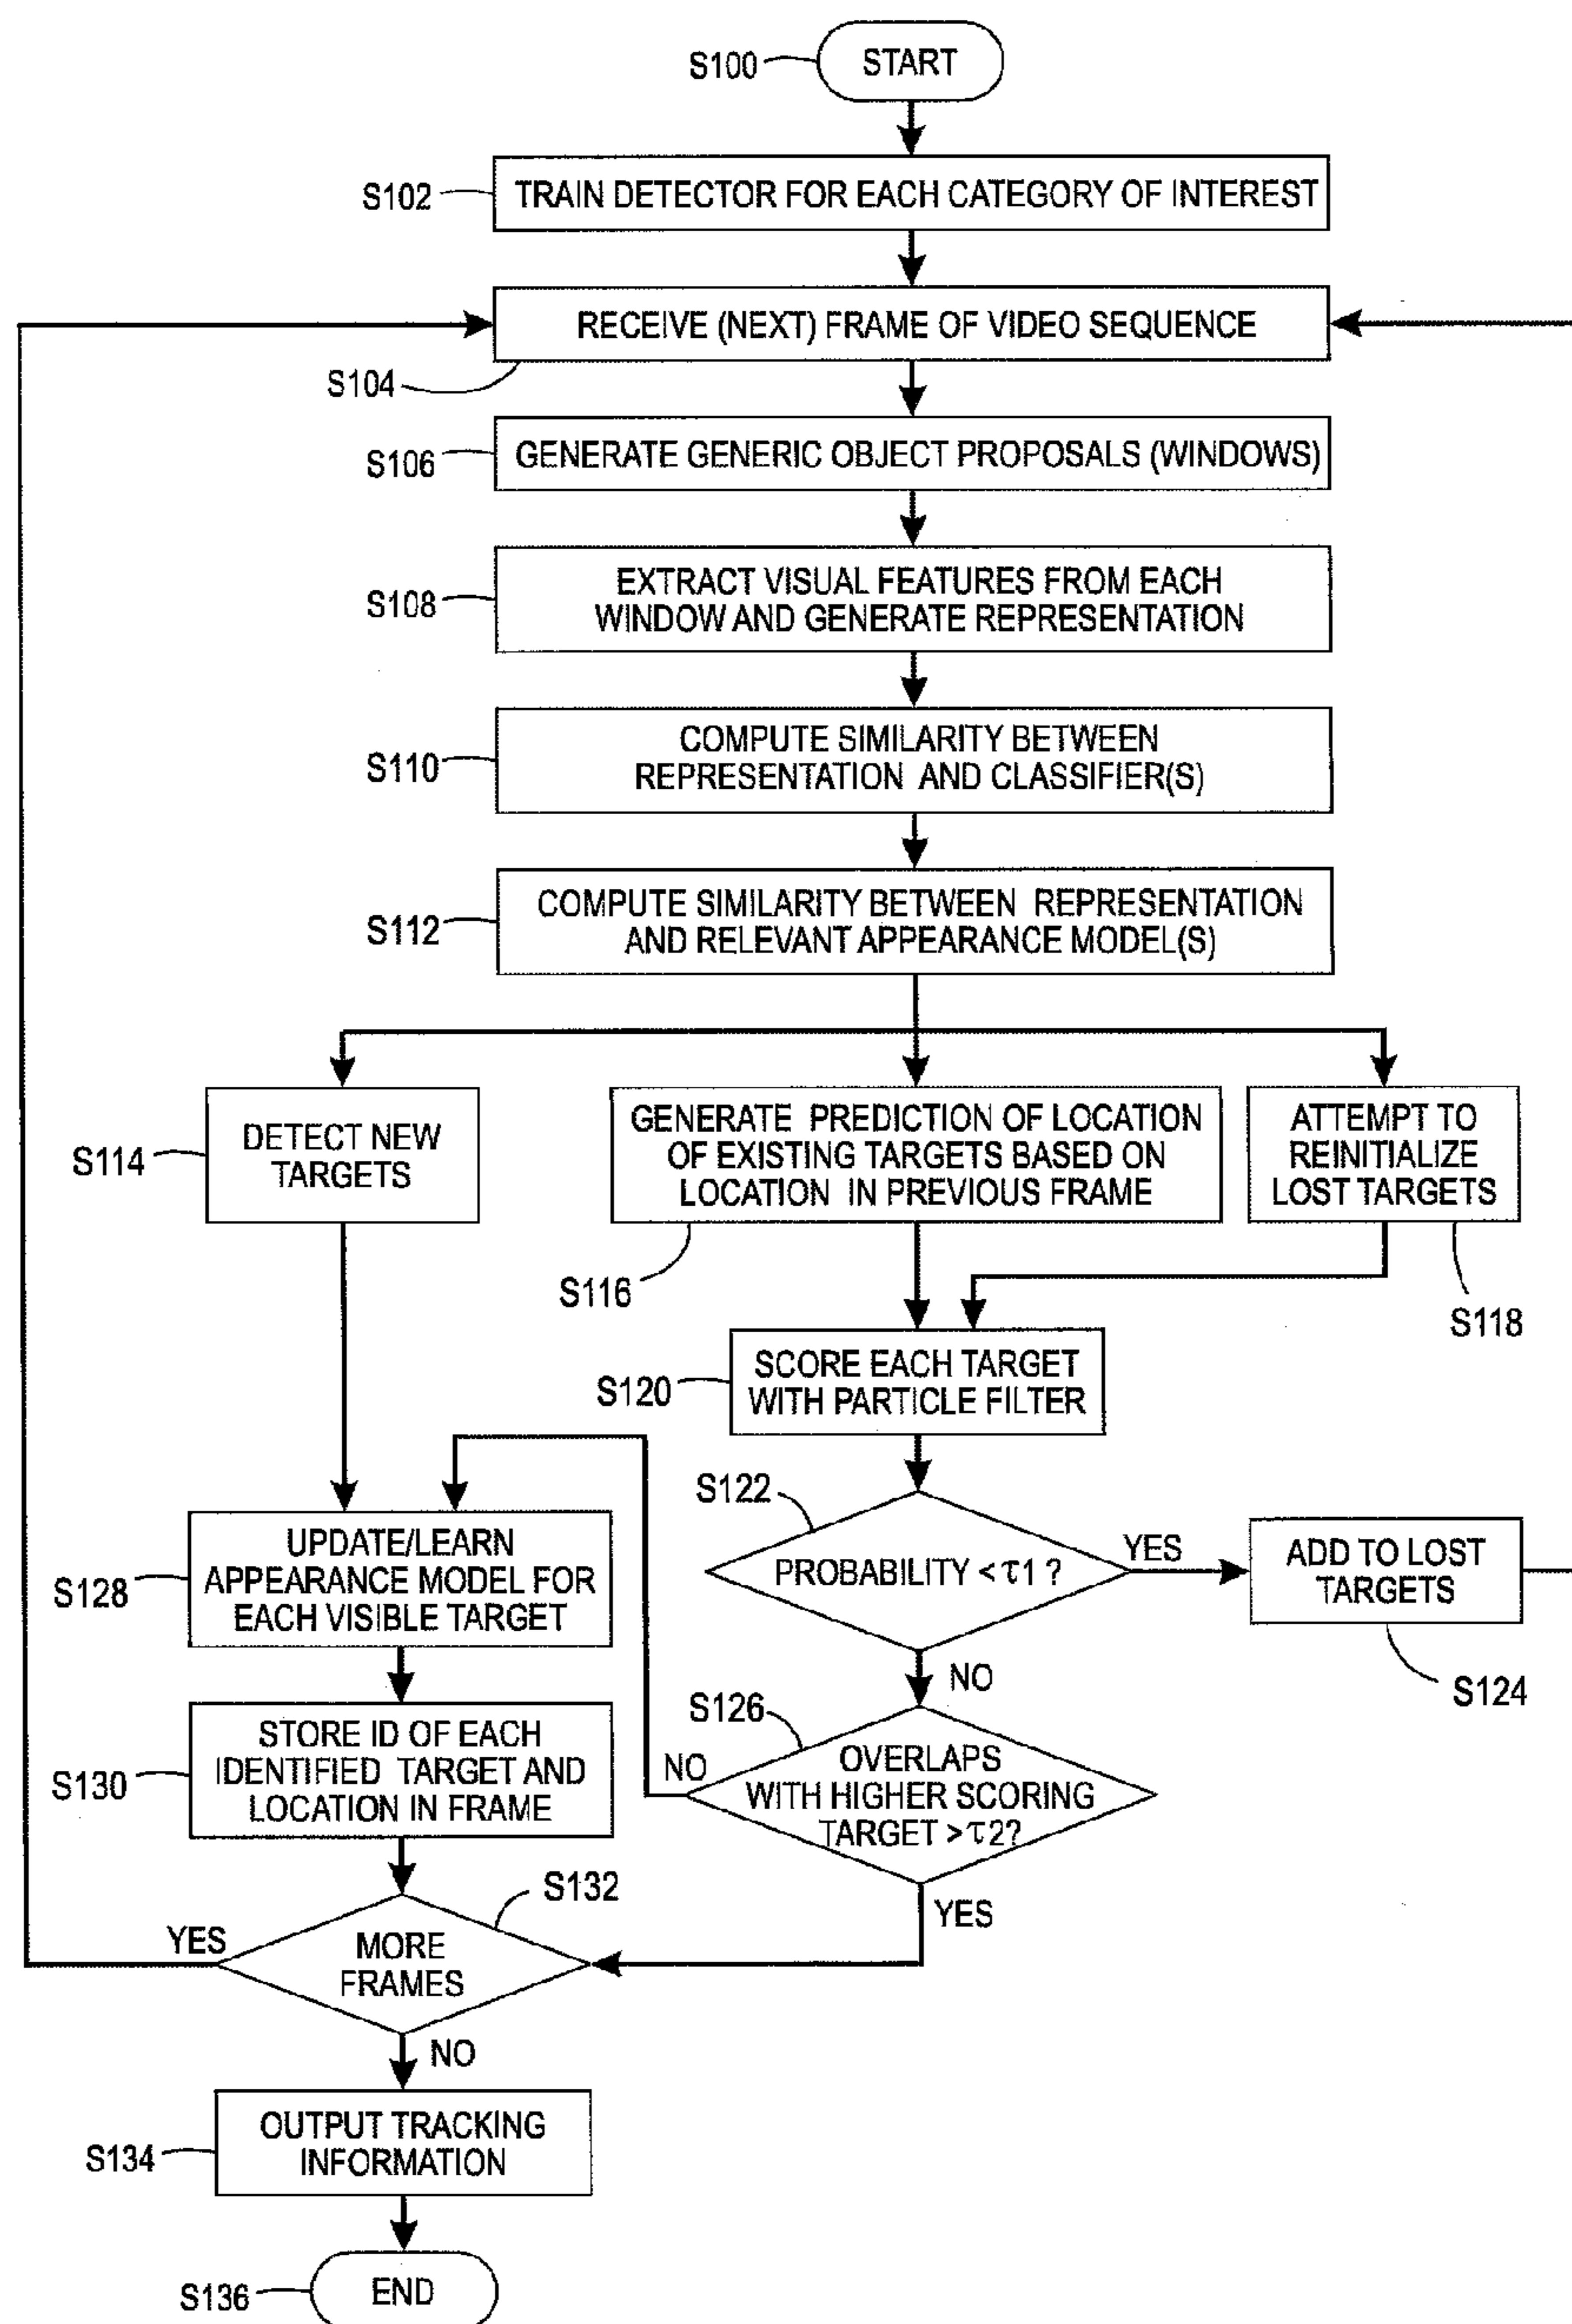 S100
START
S102
TRAIN DETECTOR FOR EACH CATEGORY OF INTEREST
RECEIVE (NEXT) FRAME OF VIDEO SEQUENCE
S104
S106
GENERATE GENERIC OBJECT PROPOSALS (WINDOWS)
S108
EXTRACT VISUAL FEATURES FROM EACH
WINDOW AND GENERATE REPRESENTATION
S110
COMPUTE SIMILARITY BETWEEN
REPRESENTATION AND CLASSIFIER(S)
S112
COMPUTE SIMILARITY BETWEEN REPRESENTATION
AND RELEVANT APPEARANCE MODEL(S)
S114
DETECT NEW
TARGETS
GENERATE PREDICTION OF LOCATION
OF EXISTING TARGETS BASED ON
LOCATION IN PREVIOUS FRAME
S116
ATTEMPT TO
REINITIALIZE
LOST TARGETS
S118
S120
SCORE EACH TARGET
WITH PARTICLE FILTER
S122
PROBABILITY < τ1 ?
YES
ADD TO LOST
TARGETS
S124
NO
S126
OVERLAPS
WITH HIGHER SCORING
TARGET > τ2?
NO
YES
S128
UPDATE/LEARN
APPEARANCE MODEL FOR
EACH VISIBLE TARGET
S130
STORE ID OF EACH
IDENTIFIED TARGET AND
LOCATION IN FRAME
S132
MORE
FRAMES
YES
NO
S134
OUTPUT TRACKING
INFORMATION
S136
END